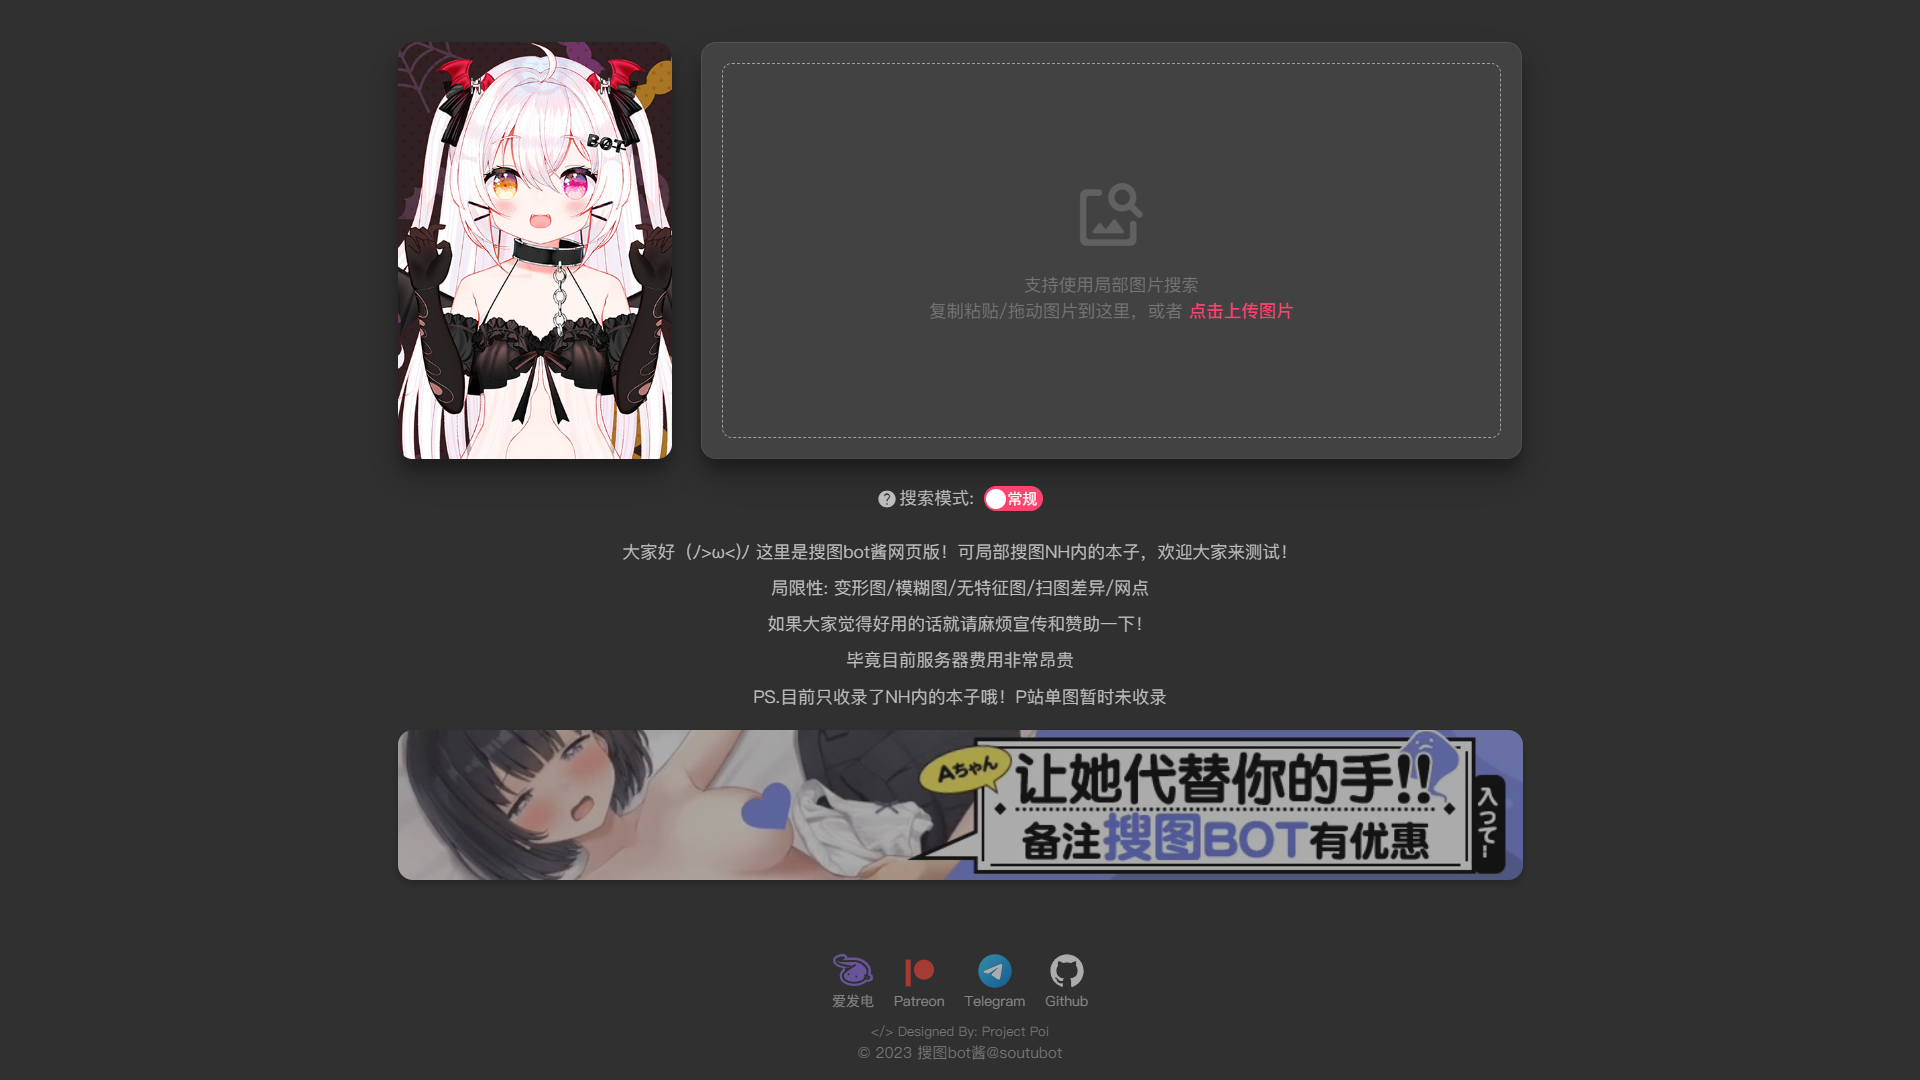 BOT
支持使用局部图片搜索
复制粘贴/拖动图片到这里，或者 点击上传图片
搜索模式: 常规
大家好（/>ω<)/ 这里是搜图bot酱网页版！可局部搜图NH内的本子，欢迎大家来测试！
局限性: 变形图/模糊图/无特征图/扫图差异/网点
如果大家觉得好用的话就请麻烦宣传和赞助一下！
毕竟目前服务器费用非常昂贵
PS.目前只收录了NH内的本子哦！P站单图暂时未收录
Aちゃん
让她代替你的手!!
备注搜图BOT有优惠
入って!
爱发电
Patreon
Telegram
Github
</> Designed By: Project Poi
© 2023 搜图bot酱@soutubot